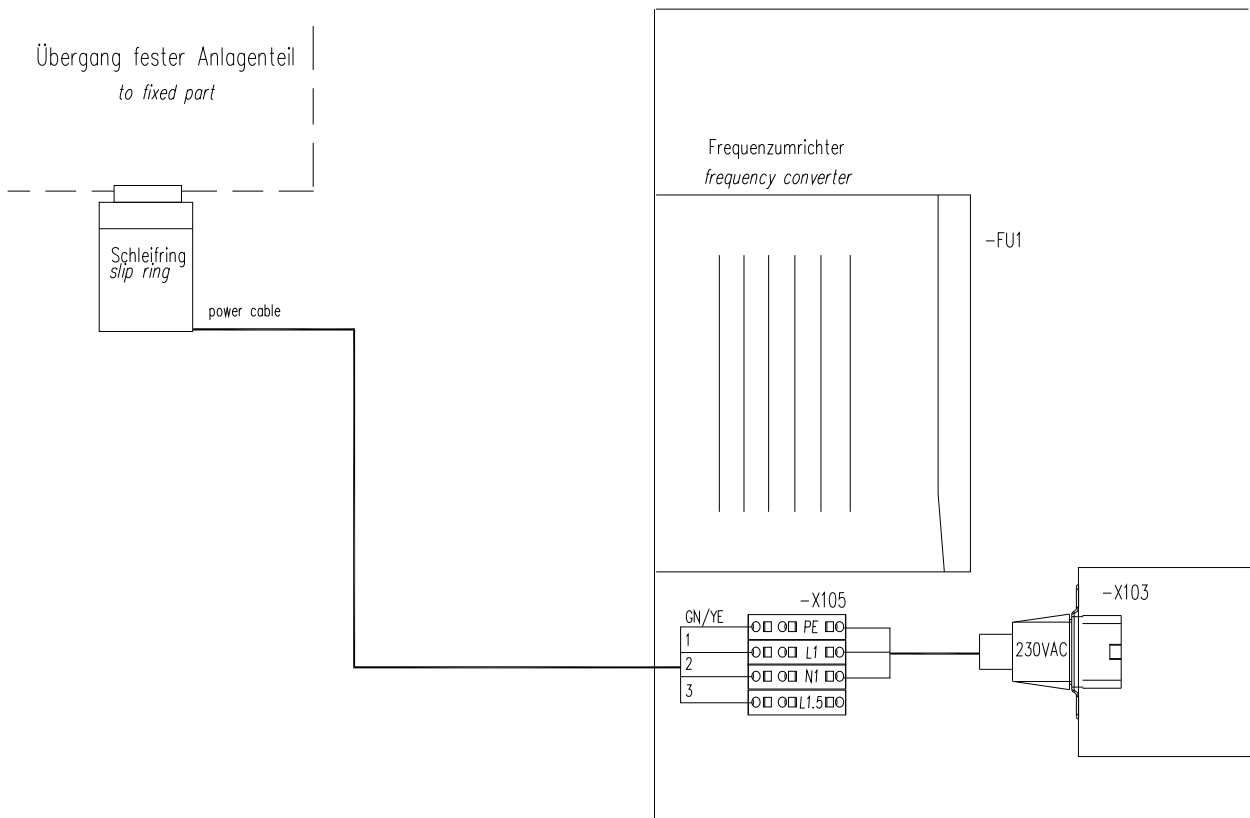 Übergang fester Anlagenteil
to fixed part
Schleifring
slip ring
power cable
Frequenzumrichter
frequency converter
-FU1
-X105
GN/YE
PE
1
L1
2
N1
3
L1.5
230VAC
-X103